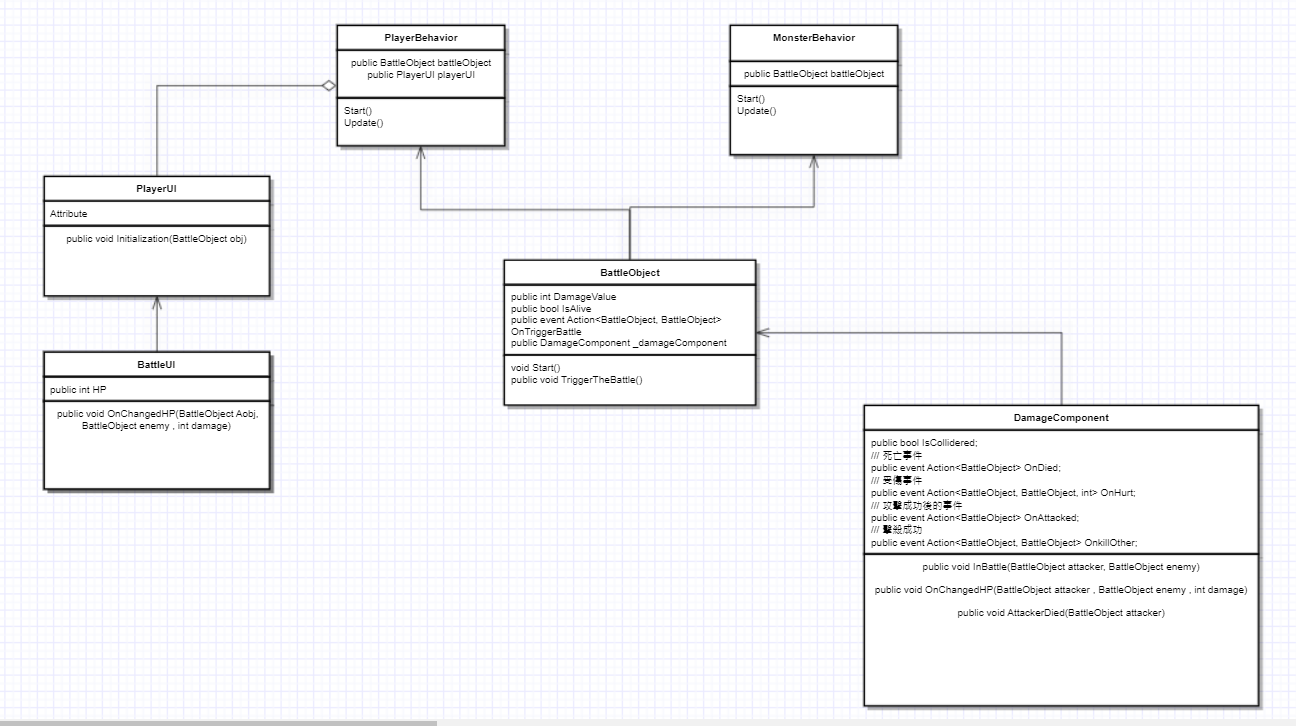 PlayerBehavior
public BattleObject battleObject
public PlayerUI playerUI
Start()
Update()
MonsterBehavior
public BattleObject battleObject
Start()
Update()
PlayerUI
Attribute
public void Initialization(BattleObject obj)
BattleUI
public int HP
public void OnChangedHP(BattleObject Aobj,
BattleObject enemy , int damage)
BattleObject
public int DamageValue
public bool IsAlive
public event Action<BattleObject, BattleObject>
OnTriggerBattle
public DamageComponent _damageComponent
void Start()
public void TriggerTheBattle()
DamageComponent
public bool IsCollidered;
/// 死亡事件
public event Action<BattleObject> OnDied;
/// 受傷事件
public event Action<BattleObject, BattleObject, int> OnHurt;
/// 攻擊成功後的事件
public event Action<BattleObject> OnAttacked;
/// 擊殺成功
public event Action<BattleObject, BattleObject> OnkillOther;
public void InBattle(BattleObject attacker, BattleObject enemy)
public void OnChangedHP(BattleObject attacker , BattleObject enemy , int damage)
public void AttackerDied(BattleObject attacker)